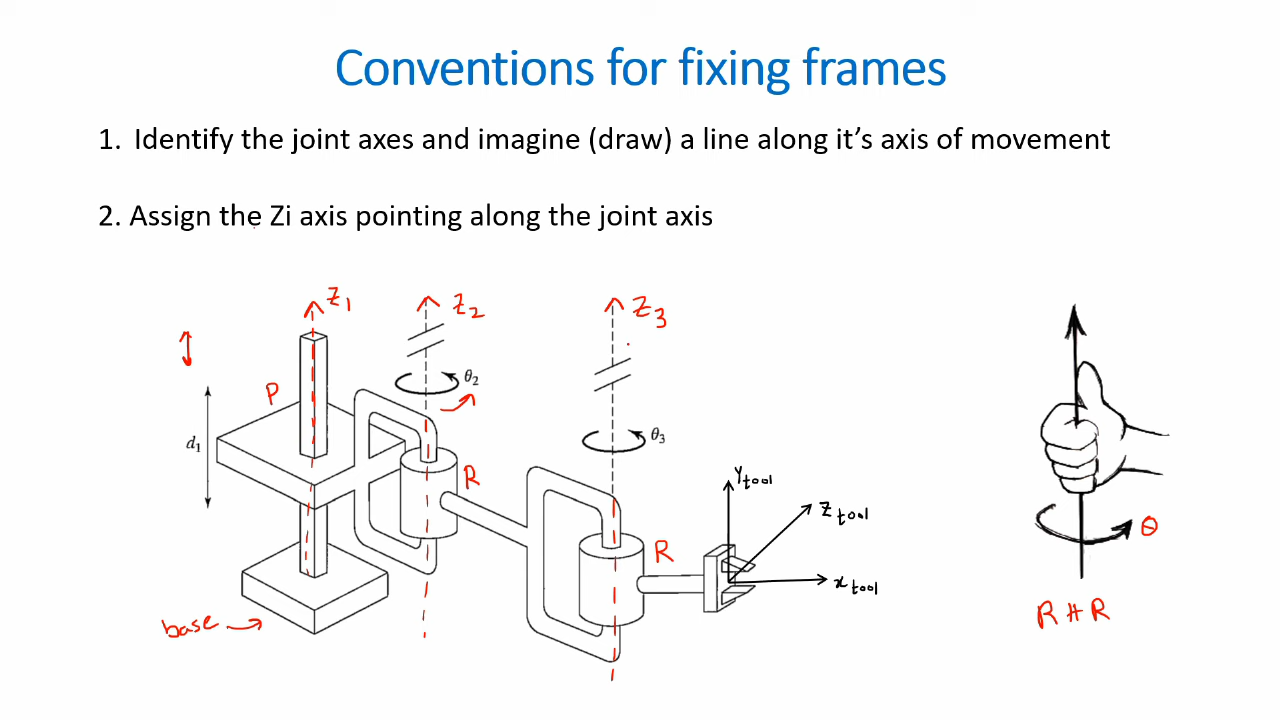 Conventions for fixing frames
1. Identify the joint axes and imagine (draw) a line along it's axis of movement
2. Assign the Zi axis pointing along the joint axis
Z1
Z2
Z3
P
θ2
d1
θ3
R
Ytool
Ztool
R
xtool
base
θ
RHR